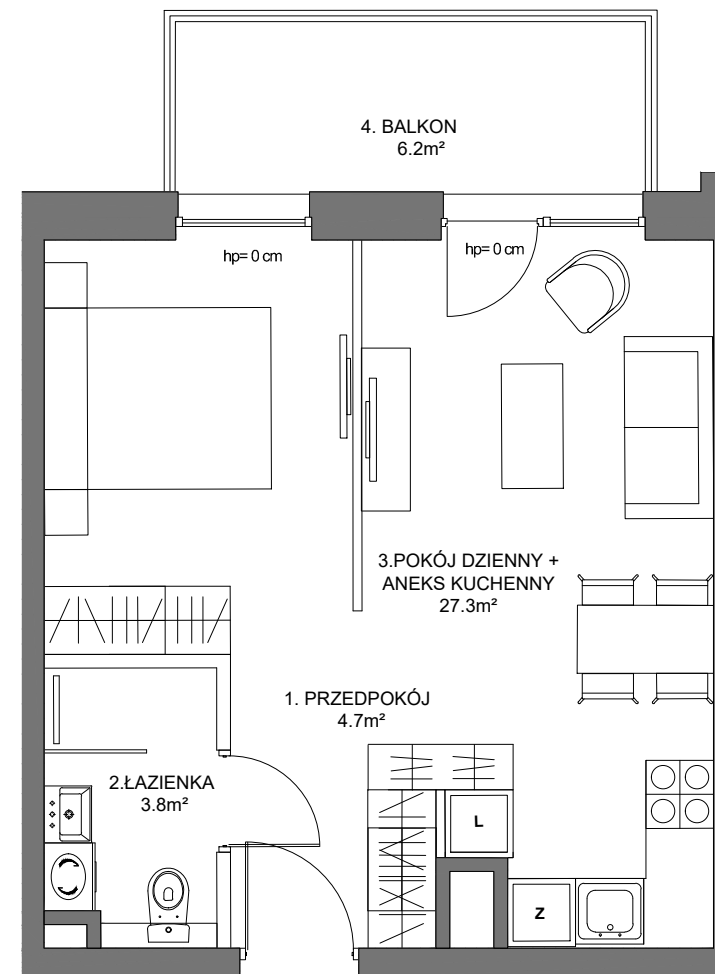 4. BALKON
6.2m²
hp= 0 cm
hp= 0 cm
3.POKÓJ DZIENNY +
ANEKS KUCHENNY
27.3m²
1. PRZEDPOKÓJ
4.7m²
2.ŁAZIENKA
3.8m²
L
Z